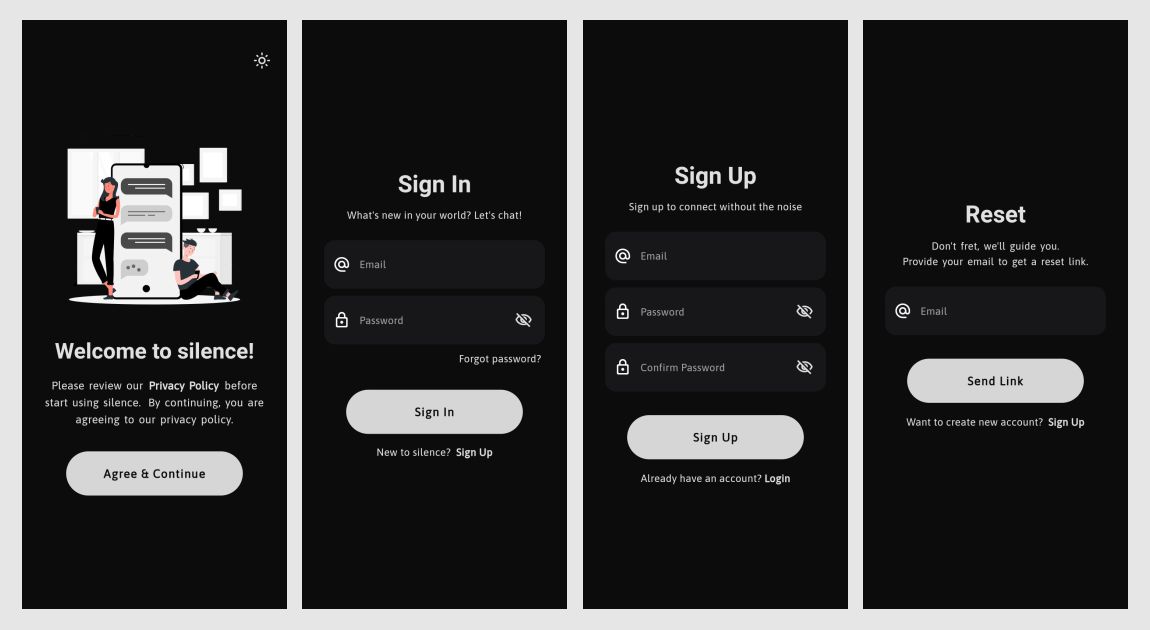 Welcome to silence!
Please review our Privacy Policy before
start using silence. By continuing, you are
agreeing to our privacy policy.
Agree & Continue
Sign In
What's new in your world? Let's chat!
Email
Password
Forgot password?
Sign In
New to silence? Sign Up
Sign Up
Sign up to connect without the noise
Email
Password
Confirm Password
Sign Up
Already have an account? Login
Reset
Don't fret, we'll guide you.
Provide your email to get a reset link.
Email
Send Link
Want to create new account? Sign Up